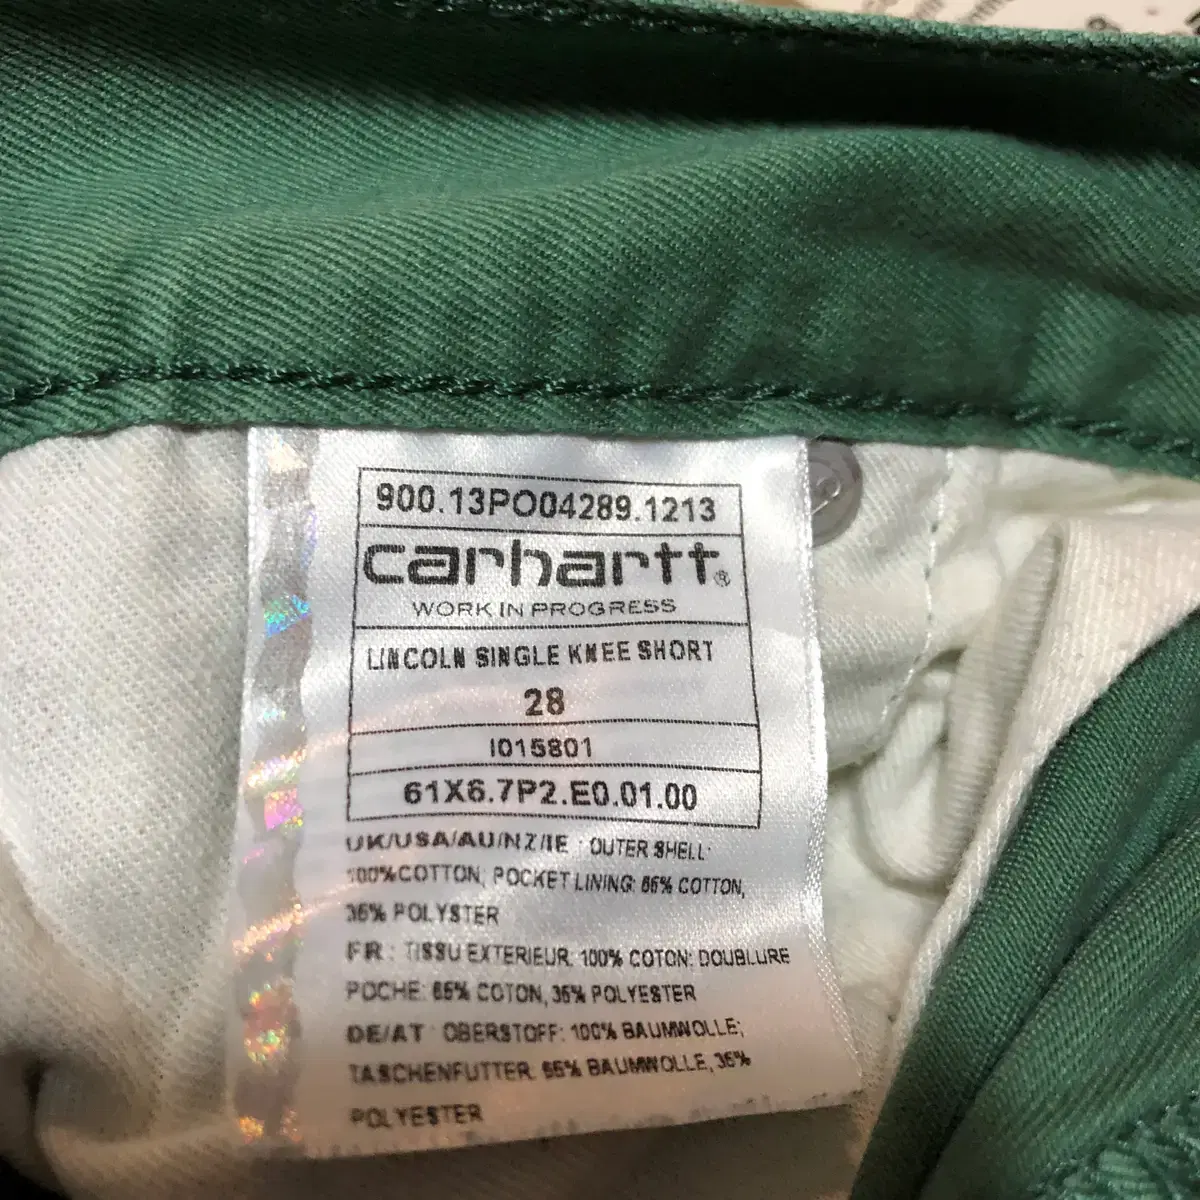 900.13PO04289.1213
carhartt®
WORK IN PROGRESS
LINCOLN SINGLE KNEE SHORT
28
I015801
61X6.7P2.E0.01.00
UK/USA/AU/NZ/IE : OUTER SHELL:
100%COTTON; POCKET LINING: 65% COTTON,
35% POLYSTER
FR : TISSU EXTERIEUR: 100% COTON; DOUBLURE
POCHE: 65% COTON, 35% POLYESTER
DE/AT : OBERSTOFF: 100% BAUMWOLLE;
TASCHENFUTTER: 65% BAUMWOLLE, 35%
POLYESTER